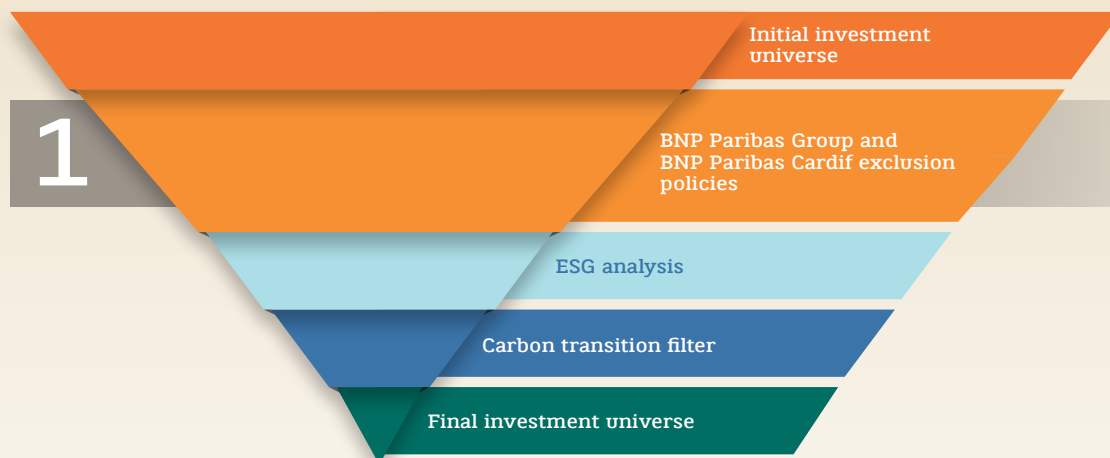 Initial investment
universe
1
BNP Paribas Group and
BNP Paribas Cardif exclusion
policies
ESG analysis
Carbon transition filter
Final investment universe